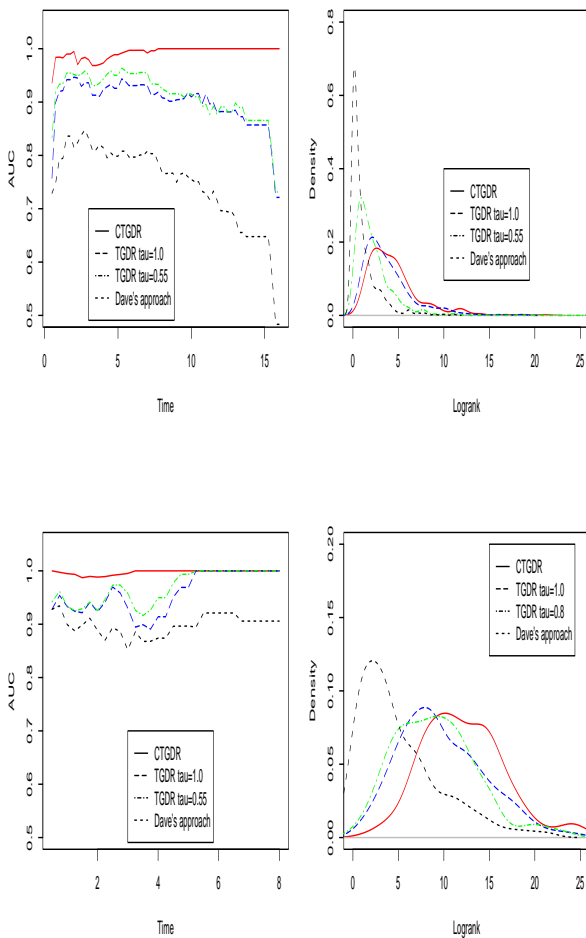 AUC
0.5 0.6 0.7 0.8 0.9 1.0
CTGDR
TGDR tau=1.0
TGDR tau=0.55
Dave's approach
0 5 10 15
Time
Density
0.0 0.2 0.4 0.6 0.8
CTGDR
TGDR tau=1.0
TGDR tau=0.55
Dave's approach
0 5 10 15 20 25
Logrank
AUC
0.5 0.6 0.7 0.8 0.9 1.0
CTGDR
TGDR tau=1.0
TGDR tau=0.55
Dave's approach
2 4 6 8
Time
Density
0.00 0.05 0.10 0.15 0.20
CTGDR
TGDR tau=1.0
TGDR tau=0.8
Dave's approach
0 5 10 15 20 25
Logrank